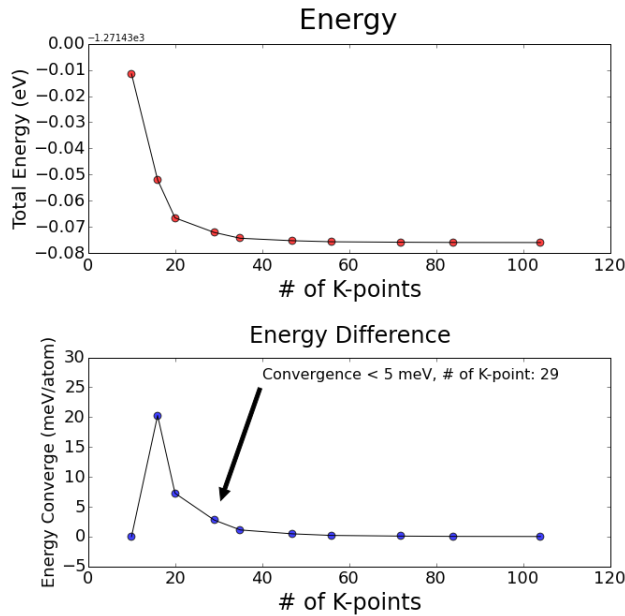 Energy
−1.27143e3
0.00
−0.01
−0.02
−0.03
−0.04
−0.05
−0.06
−0.07
−0.08
Total Energy (eV)
0 20 40 60 80 100 120
# of K-points
Energy Difference
30
25
20
15
10
5
0
−5
Energy Converge (meV/atom)
Convergence < 5 meV, # of K-point: 29
0 20 40 60 80 100 120
# of K-points